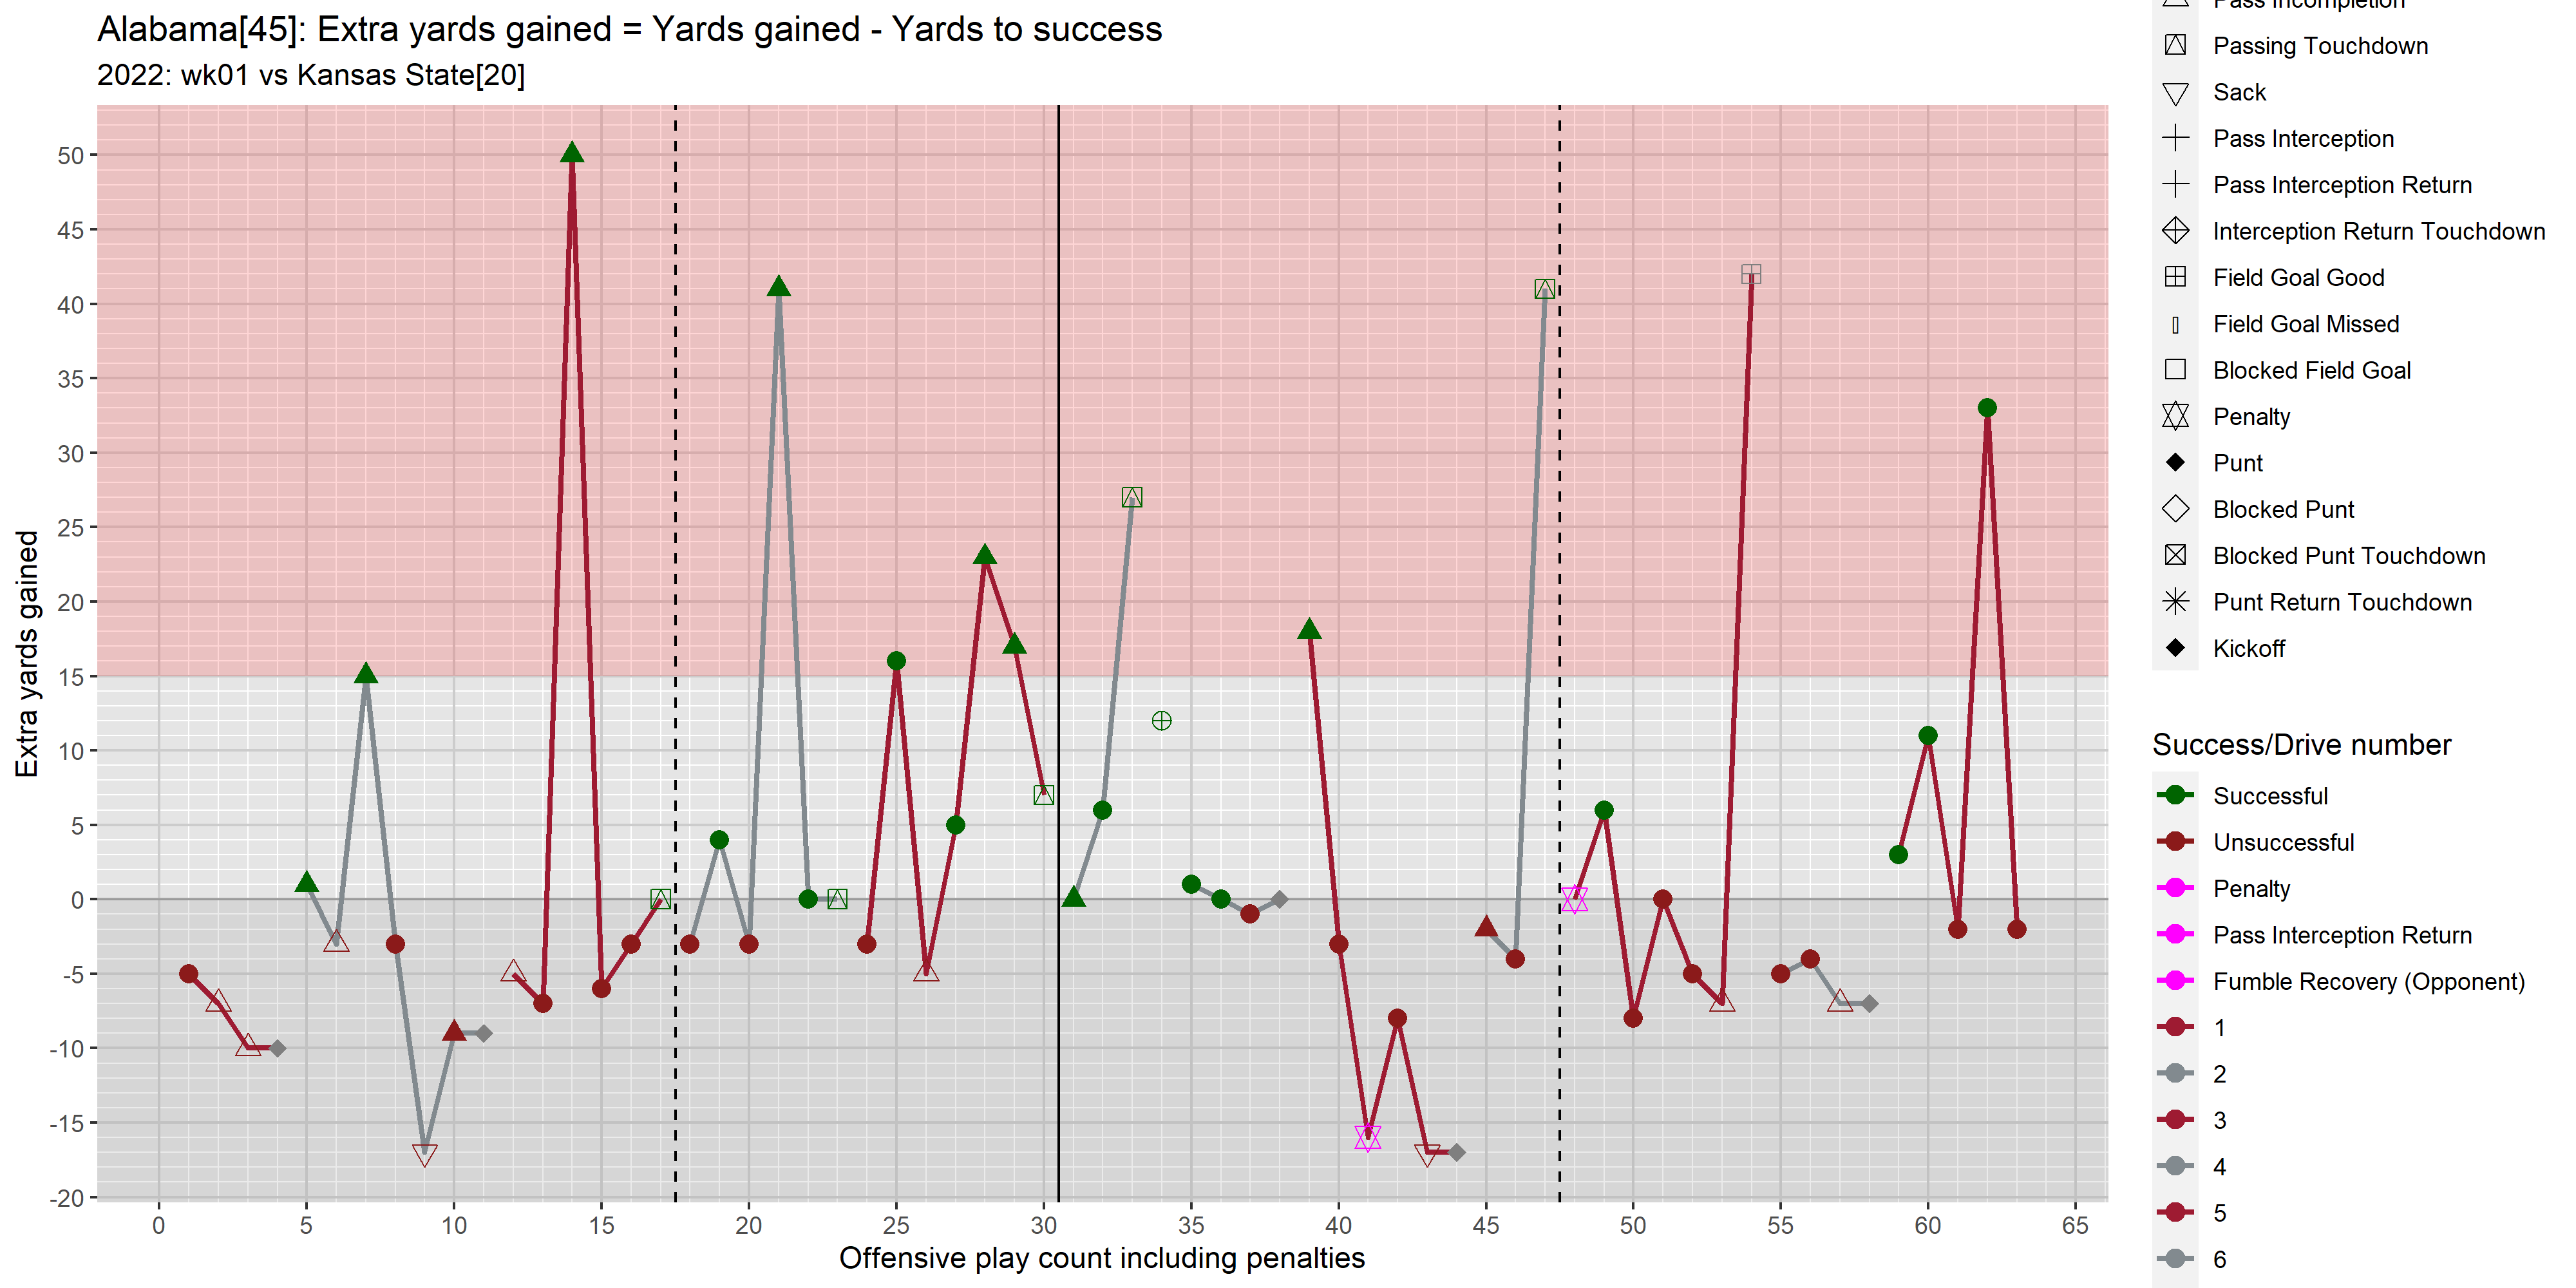 Alabama[45]: Extra yards gained = Yards gained - Yards to success
2022: wk01 vs Kansas State[20]
Extra yards gained
50
45
40
35
30
25
20
15
10
5
0
-5
-10
-15
-20
0 5 10 15 20 25 30 35 40 45 50 55 60 65
Offensive play count including penalties
Pass Incompletion
Passing Touchdown
Sack
Pass Interception
Pass Interception Return
Interception Return Touchdown
Field Goal Good
Field Goal Missed
Blocked Field Goal
Penalty
Punt
Blocked Punt
Blocked Punt Touchdown
Punt Return Touchdown
Kickoff
Success/Drive number
Successful
Unsuccessful
Penalty
Pass Interception Return
Fumble Recovery (Opponent)
1
2
3
4
5
6